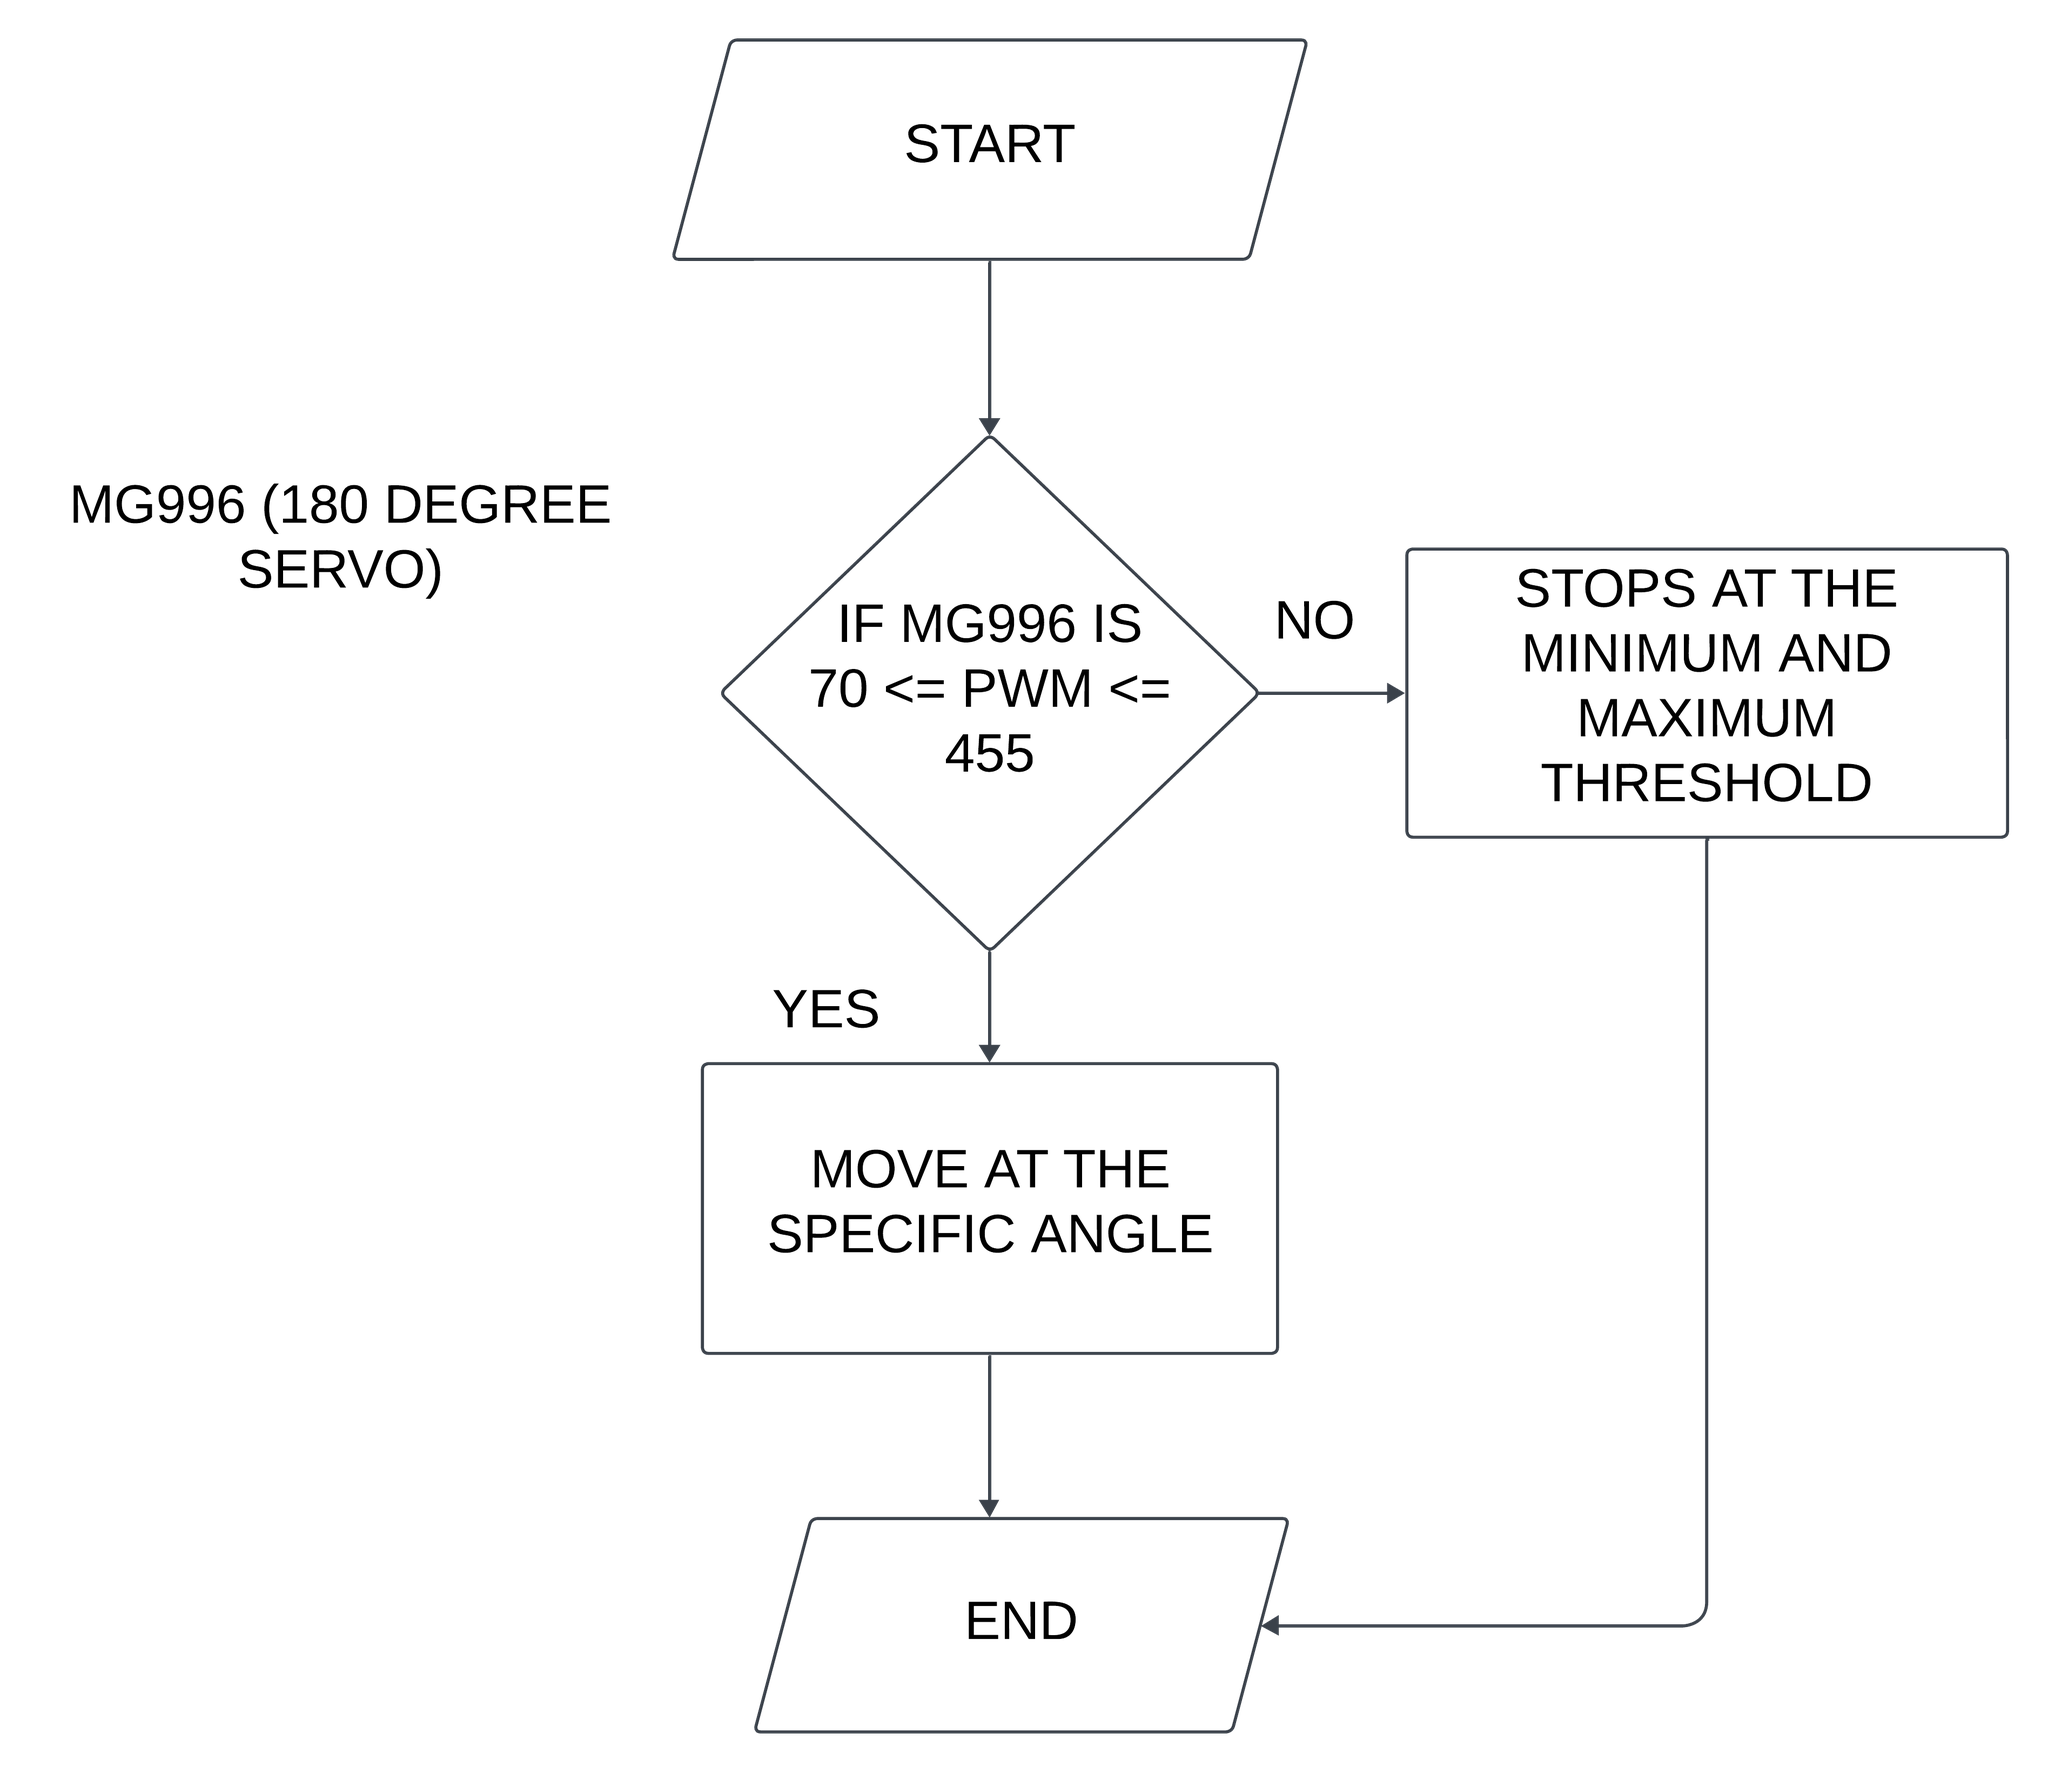 START
MG996 (180 DEGREE
SERVO)
IF MG996 IS
70 <= PWM <=
455
NO
STOPS AT THE
MINIMUM AND
MAXIMUM
THRESHOLD
YES
MOVE AT THE
SPECIFIC ANGLE
END